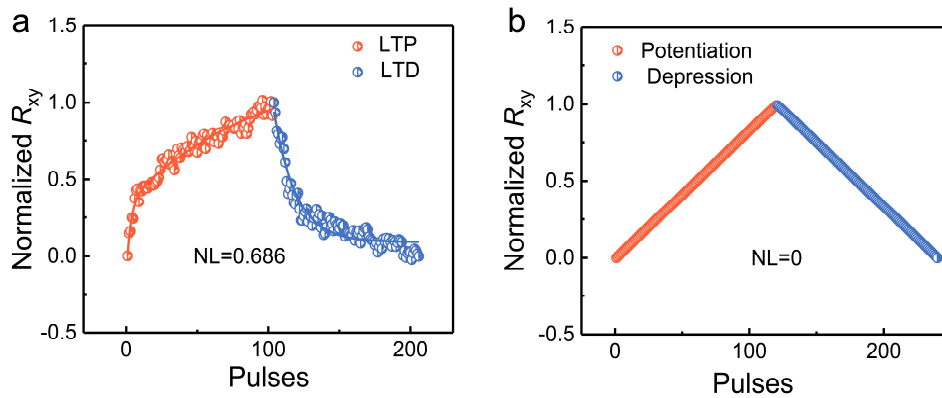 a
1.5
1.0
0.5
0.0
-0.5
Normalized Rxy
LTP
LTD
NL=0.686
0
100
200
Pulses
b
1.5
1.0
0.5
0.0
-0.5
Normalized Rxy
Potentiation
Depression
NL=0
0
100
200
Pulses